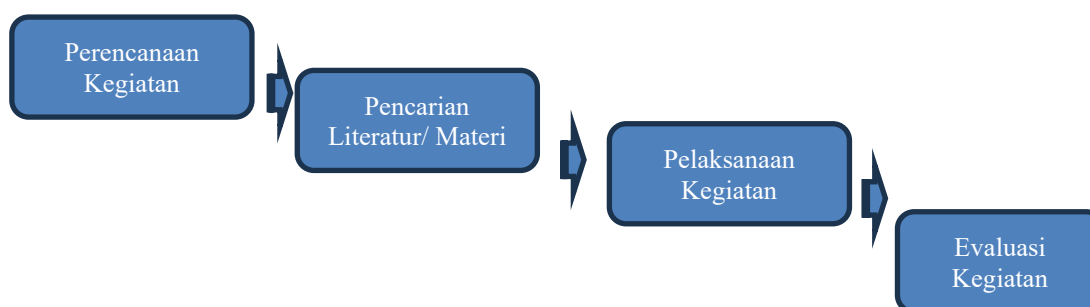 Perencanaan
Kegiatan
Pencarian
Literatur/ Materi
Pelaksanaan
Kegiatan
Evaluasi
Kegiatan